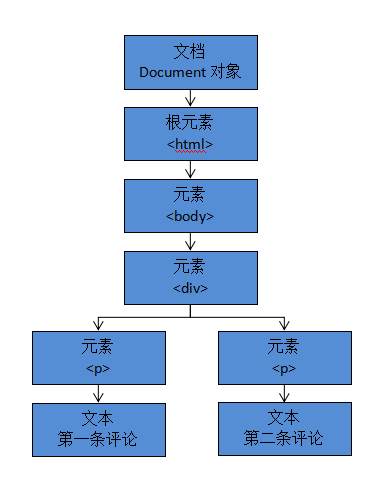 文档
Document 对象
根元素
<html>
元素
<body>
元素
<div>
元素
<p>
元素
<p>
文本
第一条评论
文本
第二条评论